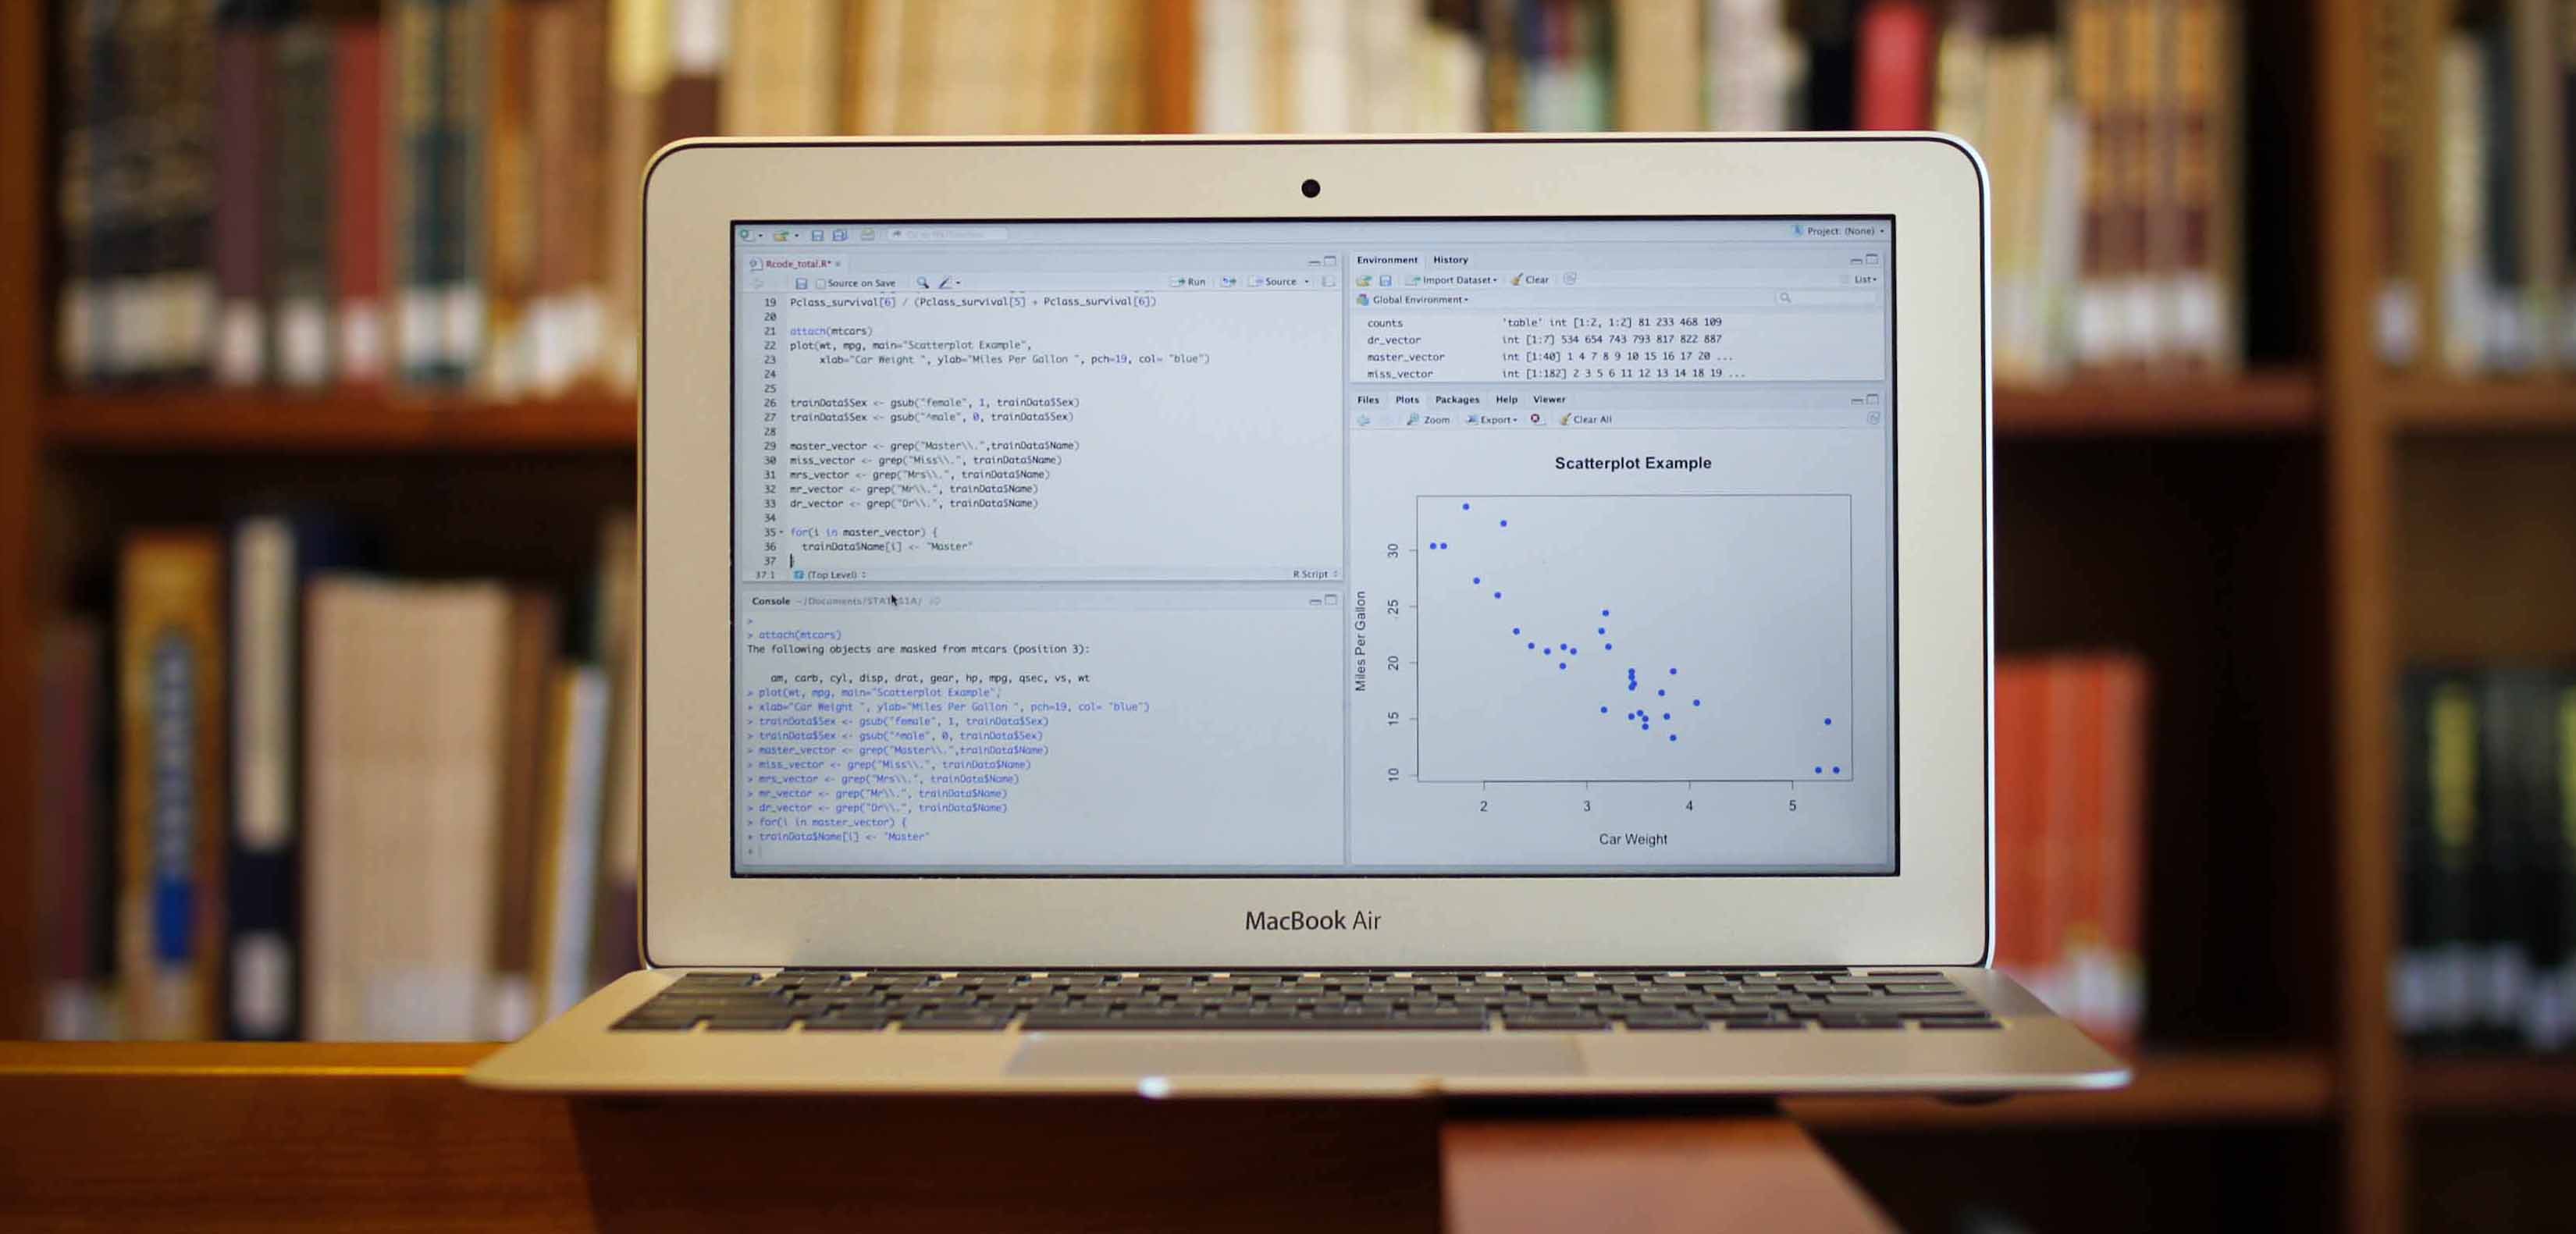 Project: (None)
Rcode_total.R*
Source on Save
Run
Source
19 Pclass_survival[6] / (Pclass_survival[5] + Pclass_survival[6])
20
21 attach(mtcars)
22 plot(wt, mpg, main="Scatterplot Example",
23 xlab="Car Weight ", ylab="Miles Per Gallon ", pch=19, col= "blue")
24
25
26 trainData$Sex <- gsub("female", 1, trainData$Sex)
27 trainData$Sex <- gsub("^male", 0, trainData$Sex)
28
29 master_vector <- grep("Master\\.",trainData$Name)
30 miss_vector <- grep("Miss\\.", trainData$Name)
31 mrs_vector <- grep("Mrs\\.", trainData$Name)
32 mr_vector <- grep("Mr\\.", trainData$Name)
33 dr_vector <- grep("Dr\\.", trainData$Name)
34
35 for(i in master_vector) {
36 trainData$Name[i] <- "Master"
37
37:1 (Top Level) R Script
Console ~/Documents/
>
> attach(mtcars)
The following objects are masked from mtcars (position 3):
am, carb, cyl, disp, drat, gear, hp, mpg, qsec, vs, wt
> plot(wt, mpg, main="Scatterplot Example",
+ xlab="Car Weight ", ylab="Miles Per Gallon ", pch=19, col= "blue")
> trainData$Sex <- gsub("female", 1, trainData$Sex)
> trainData$Sex <- gsub("^male", 0, trainData$Sex)
> master_vector <- grep("Master\\.",trainData$Name)
> miss_vector <- grep("Miss\\.", trainData$Name)
> mrs_vector <- grep("Mrs\\.", trainData$Name)
> mr_vector <- grep("Mr\\.", trainData$Name)
> dr_vector <- grep("Dr\\.", trainData$Name)
> for(i in master_vector) {
+ trainData$Name[i] <- "Master"
+
Environment History
Import Dataset Clear List
Global Environment
counts 'table' int [1:2, 1:2] 81 233 468 109
dr_vector int [1:7] 534 654 743 793 817 822 887
master_vector int [1:40] 1 4 7 8 9 10 15 16 17 20 ...
miss_vector int [1:182] 2 3 5 6 11 12 13 14 18 19 ...
Files Plots Packages Help Viewer
Zoom Export Clear All
Scatterplot Example
Miles Per Gallon
30
25
20
15
10
2 3 4 5
Car Weight
MacBook Air